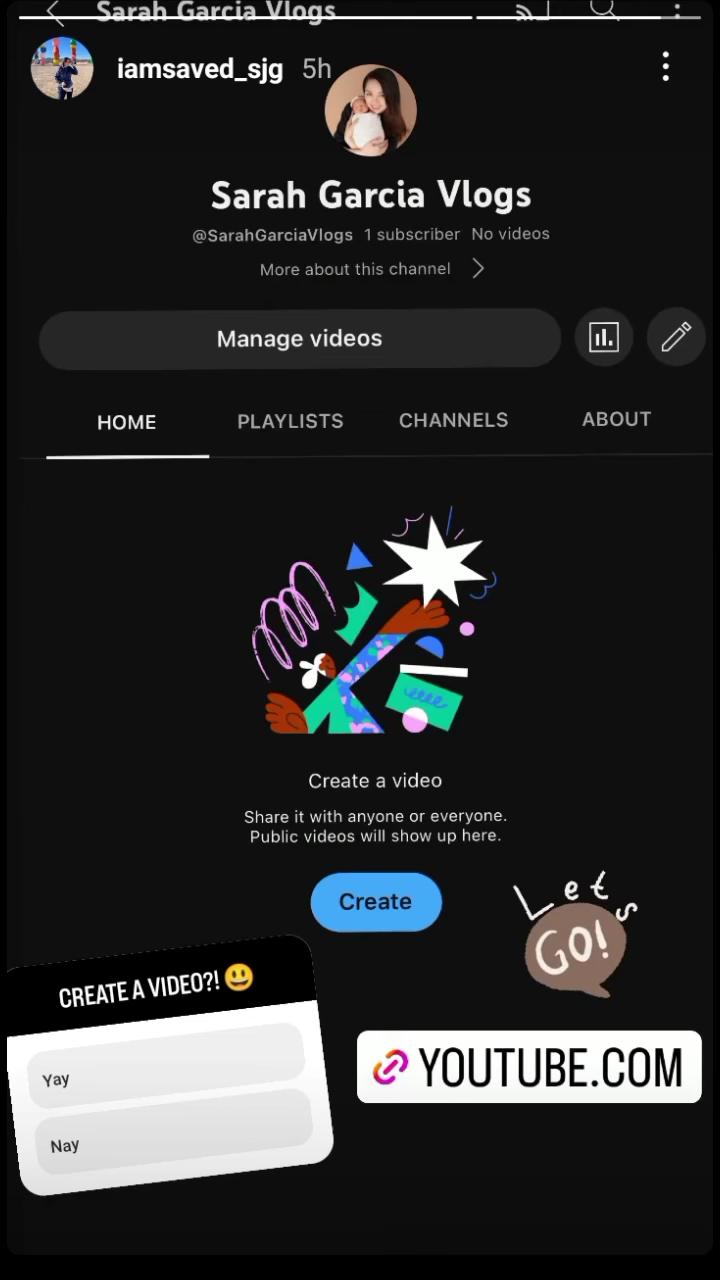 Sarah Garcia Vlogs
iamsaved_sjg 5h
Sarah Garcia Vlogs
@SarahGarciaVlogs 1 subscriber No videos
More about this channel
Manage videos
HOME PLAYLISTS CHANNELS ABOUT
Create a video
Share it with anyone or everyone.
Public videos will show up here.
Create
Lets
GO!
CREATE A VIDEO?! 😃
Yay
Nay
YOUTUBE.COM